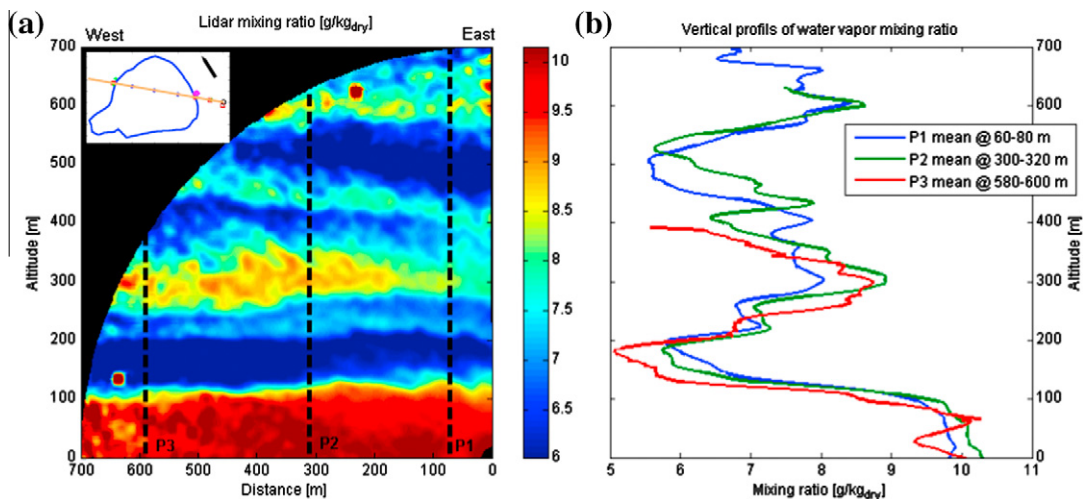 (a)
Lidar mixing ratio [g/kgdry]
West
East
700
600
500
400
300
200
100
0
Altitude [m]
P3
P2
P1
700 600 500 400 300 200 100 0
Distance [m]
10
9.5
9
8.5
8
7.5
7
6.5
6
(b)
Vertical profiles of water vapor mixing ratio
P1 mean @ 60-80 m
P2 mean @ 300-320 m
P3 mean @ 580-600 m
700
600
500
400
300
200
100
0
Altitude [m]
5 6 7 8 9 10 11
Mixing ratio [g/kgdry]